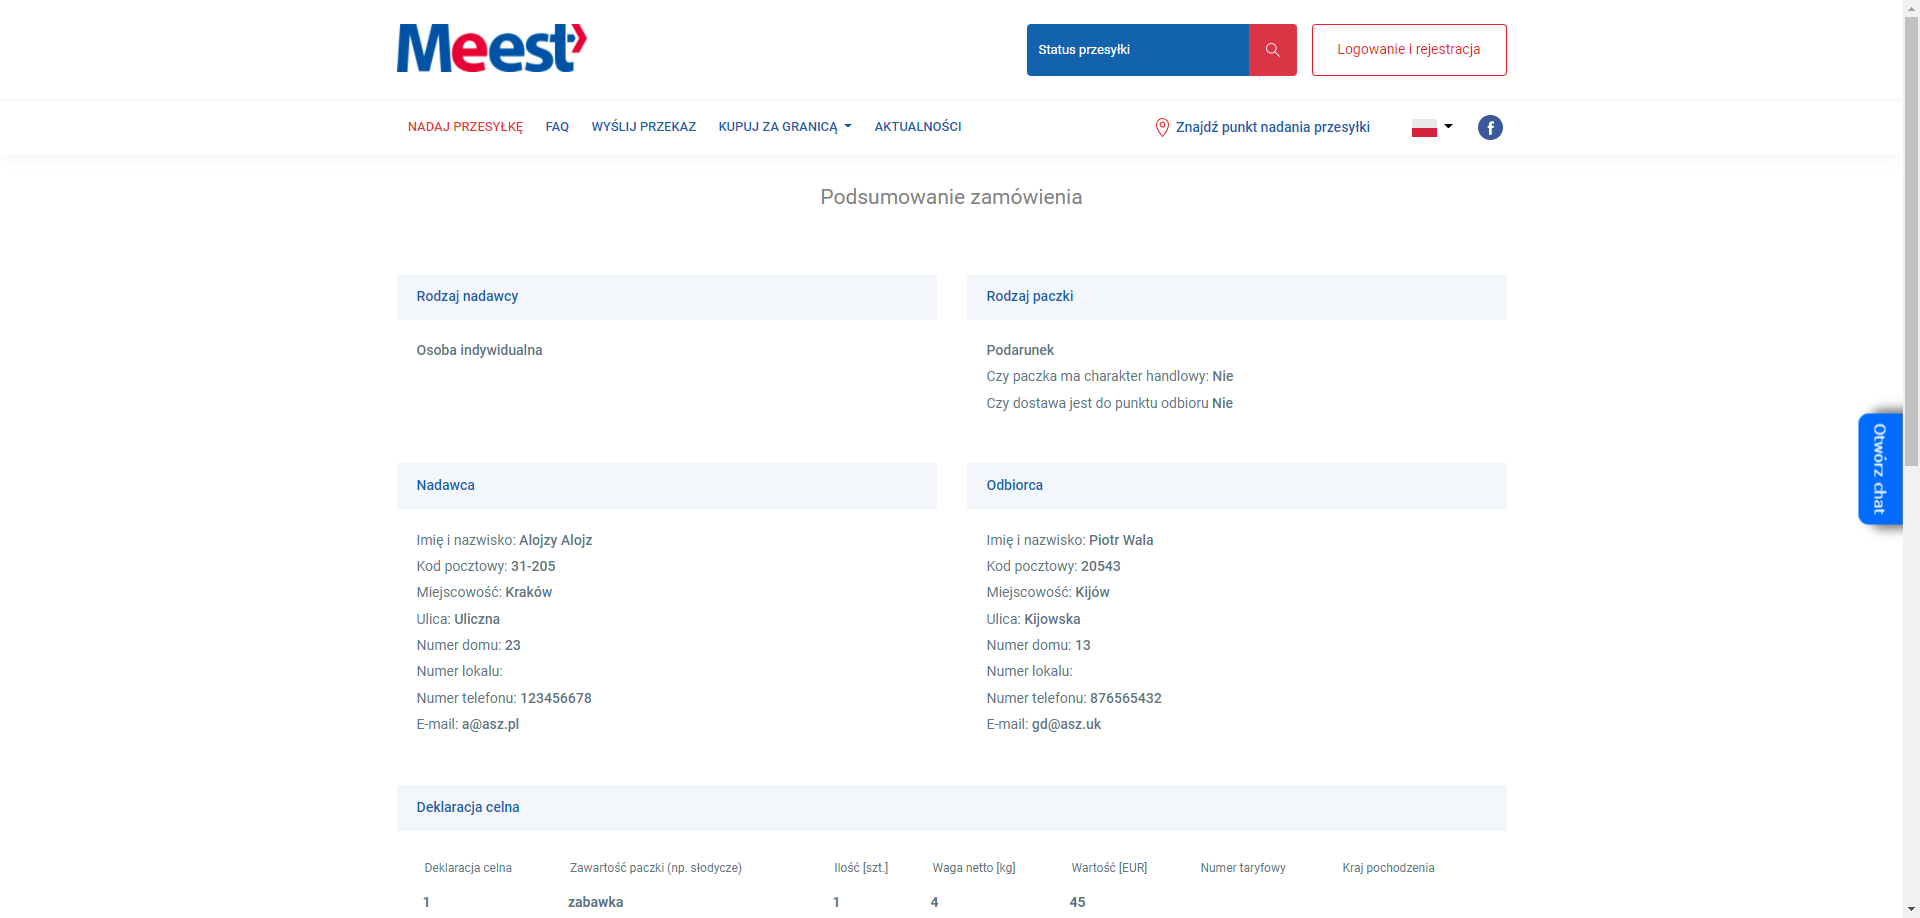 Meest
Status przesyłki
Logowanie i rejestracja
NADAJ PRZESYŁKĘ FAQ WYŚLIJ PRZEKAZ KUPUJ ZA GRANICĄ AKTUALNOŚCI Znajdź punkt nadania przesyłki
Podsumowanie zamówienia
Rodzaj nadawcy
Osoba indywidualna
Rodzaj paczki
Podarunek
Czy paczka ma charakter handlowy: Nie
Czy dostawa jest do punktu odbioru Nie
Otwórz chat
Nadawca
Imię i nazwisko: Alojzy Alojz
Kod pocztowy: 31-205
Miejscowość: Kraków
Ulica: Uliczna
Numer domu: 23
Numer lokalu:
Numer telefonu: 123456678
E-mail: a@asz.pl
Odbiorca
Imię i nazwisko: Piotr Wala
Kod pocztowy: 20543
Miejscowość: Kijów
Ulica: Kijowska
Numer domu: 13
Numer lokalu:
Numer telefonu: 876565432
E-mail: gd@asz.uk
Deklaracja celna
Deklaracja celna Zawartość paczki (np. słodycze) Ilość [szt.] Waga netto [kg] Wartość [EUR] Numer taryfowy Kraj pochodzenia
1 zabawka 1 4 45